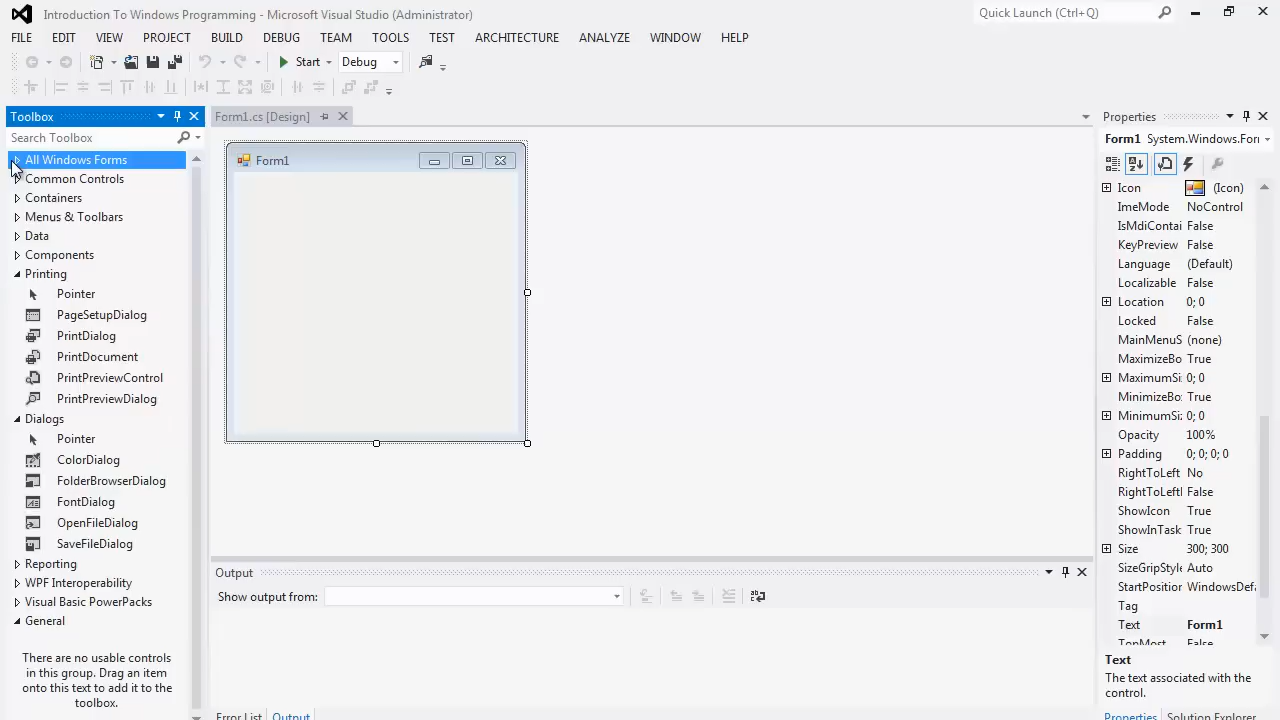 Introduction To Windows Programming - Microsoft Visual Studio (Administrator)
Quick Launch (Ctrl+Q)
FILE EDIT VIEW PROJECT BUILD DEBUG TEAM TOOLS TEST ARCHITECTURE ANALYZE WINDOW HELP
Start Debug
Toolbox
Search Toolbox
All Windows Forms
Common Controls
Containers
Menus & Toolbars
Data
Components
Printing
Pointer
PageSetupDialog
PrintDialog
PrintDocument
PrintPreviewControl
PrintPreviewDialog
Dialogs
Pointer
ColorDialog
FolderBrowserDialog
FontDialog
OpenFileDialog
SaveFileDialog
Reporting
WPF Interoperability
Visual Basic PowerPacks
General
There are no usable controls
in this group. Drag an item
onto this text to add it to the
toolbox.
Form1.cs [Design]
Form1
Output
Show output from:
Error List Output
Properties
Form1 System.Windows.For
Icon (Icon)
ImeMode NoControl
IsMdiContai False
KeyPreview False
Language (Default)
Localizable False
Location 0; 0
Locked False
MainMenuS (none)
MaximizeBo True
MaximumSi 0; 0
MinimizeBo True
MinimumSi 0; 0
Opacity 100%
Padding 0; 0; 0; 0
RightToLeft No
RightToLeftl False
ShowIcon True
ShowInTask True
Size 300; 300
SizeGripStyle Auto
StartPosition WindowsDefa
Tag
Text Form1
TopMost False
Text
The text associated with the
control.
Properties Solution Explorer